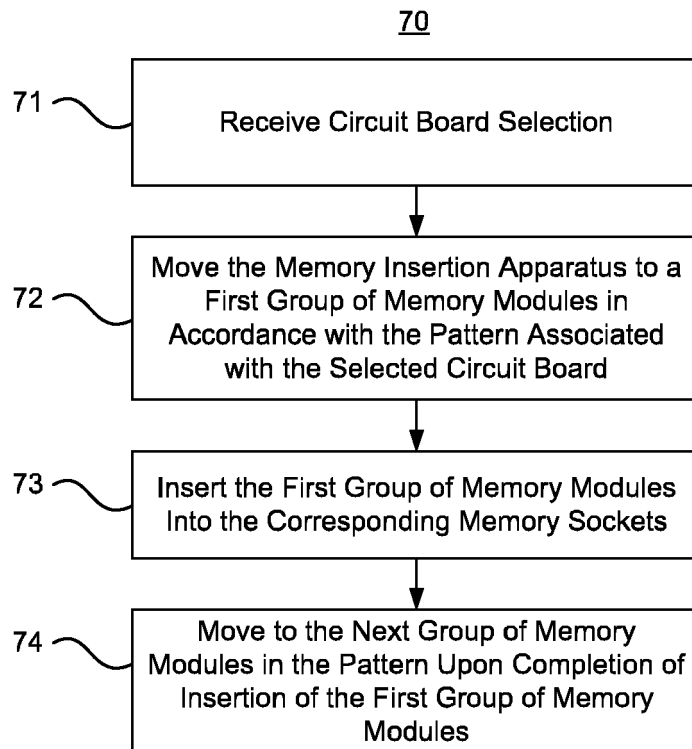 70
71
Receive Circuit Board Selection
72
Move the Memory Insertion Apparatus to a
First Group of Memory Modules in
Accordance with the Pattern Associated
with the Selected Circuit Board
73
Insert the First Group of Memory Modules
Into the Corresponding Memory Sockets
74
Move to the Next Group of Memory
Modules in the Pattern Upon Completion of
Insertion of the First Group of Memory
Modules